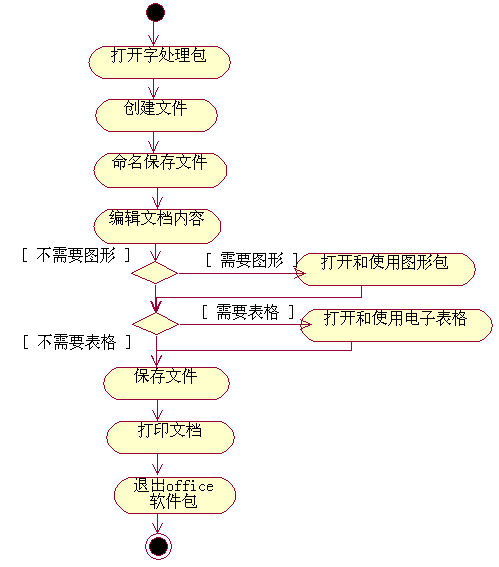 打开字处理包
创建文件
命名保存文件
编辑文档内容
[ 不需要图形 ]
[ 需要图形 ]
打开和使用图形包
[ 需要表格 ]
打开和使用电子表格
[ 不需要表格 ]
保存文件
打印文档
退出office
软件包